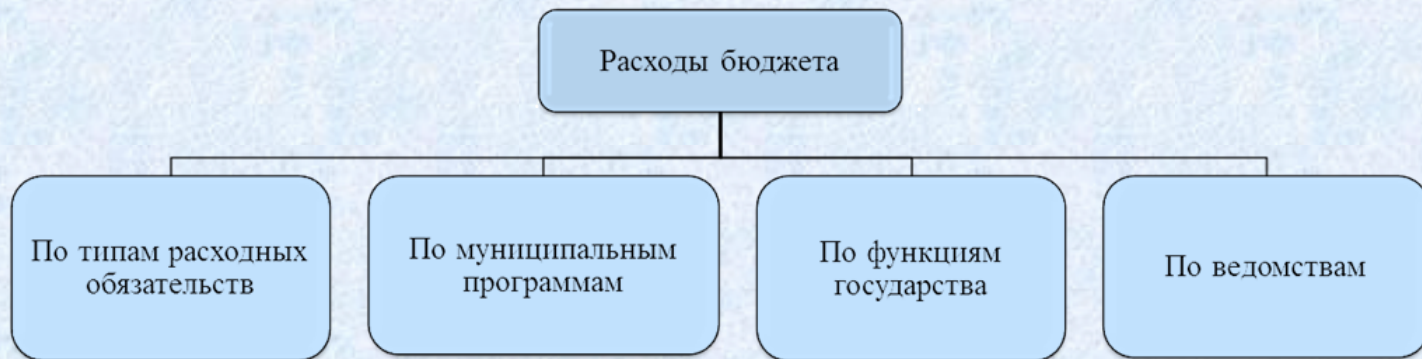 Расходы бюджета
По типам расходных
обязательств
По муниципальным
программам
По функциям
государства
По ведомствам